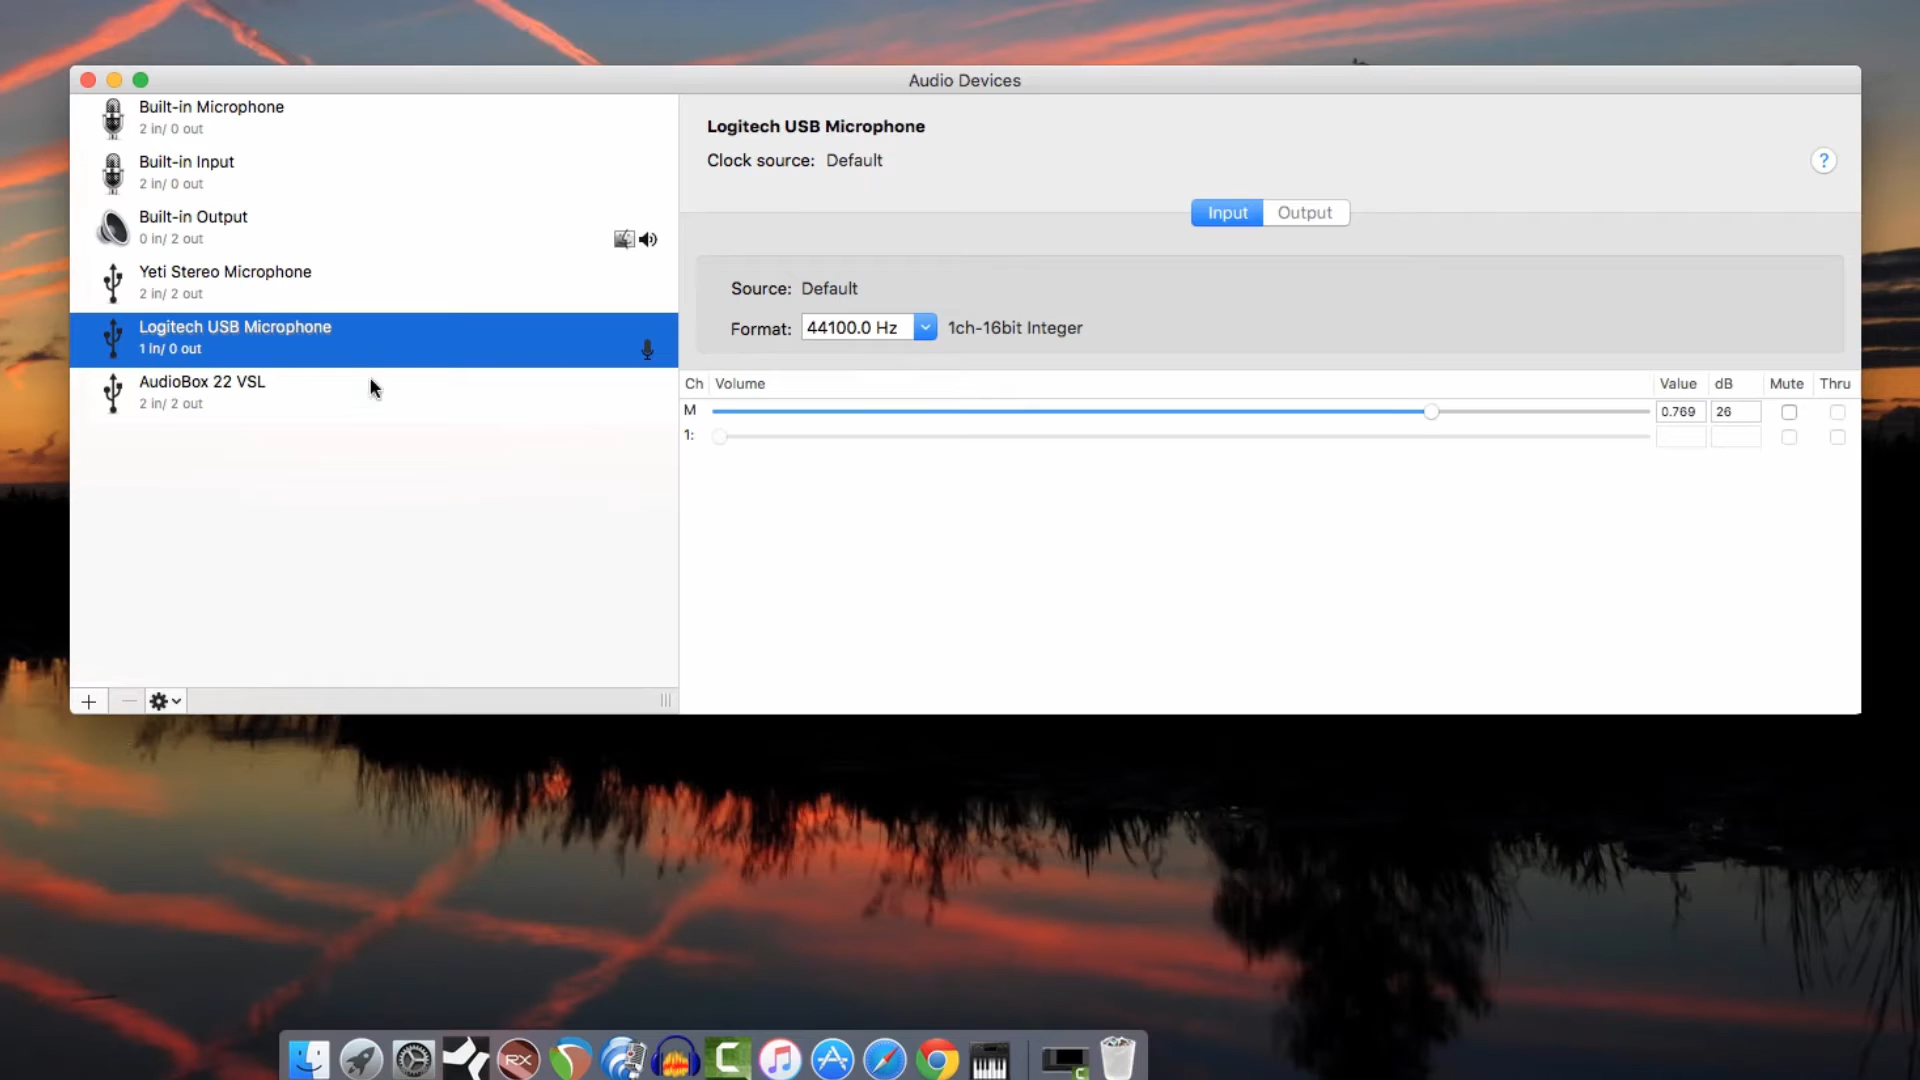 Audio Devices
Built-in Microphone
2 in/ 0 out
Built-in Input
2 in/ 0 out
Built-in Output
0 in/ 2 out
Yeti Stereo Microphone
2 in/ 2 out
Logitech USB Microphone
1 in/ 0 out
AudioBox 22 VSL
2 in/ 2 out
Logitech USB Microphone
Clock source: Default
?
Input Output
Source: Default
Format: 44100.0 Hz 1ch-16bit Integer
Ch Volume Value dB Mute Thru
M 0.769 26
1:
RX